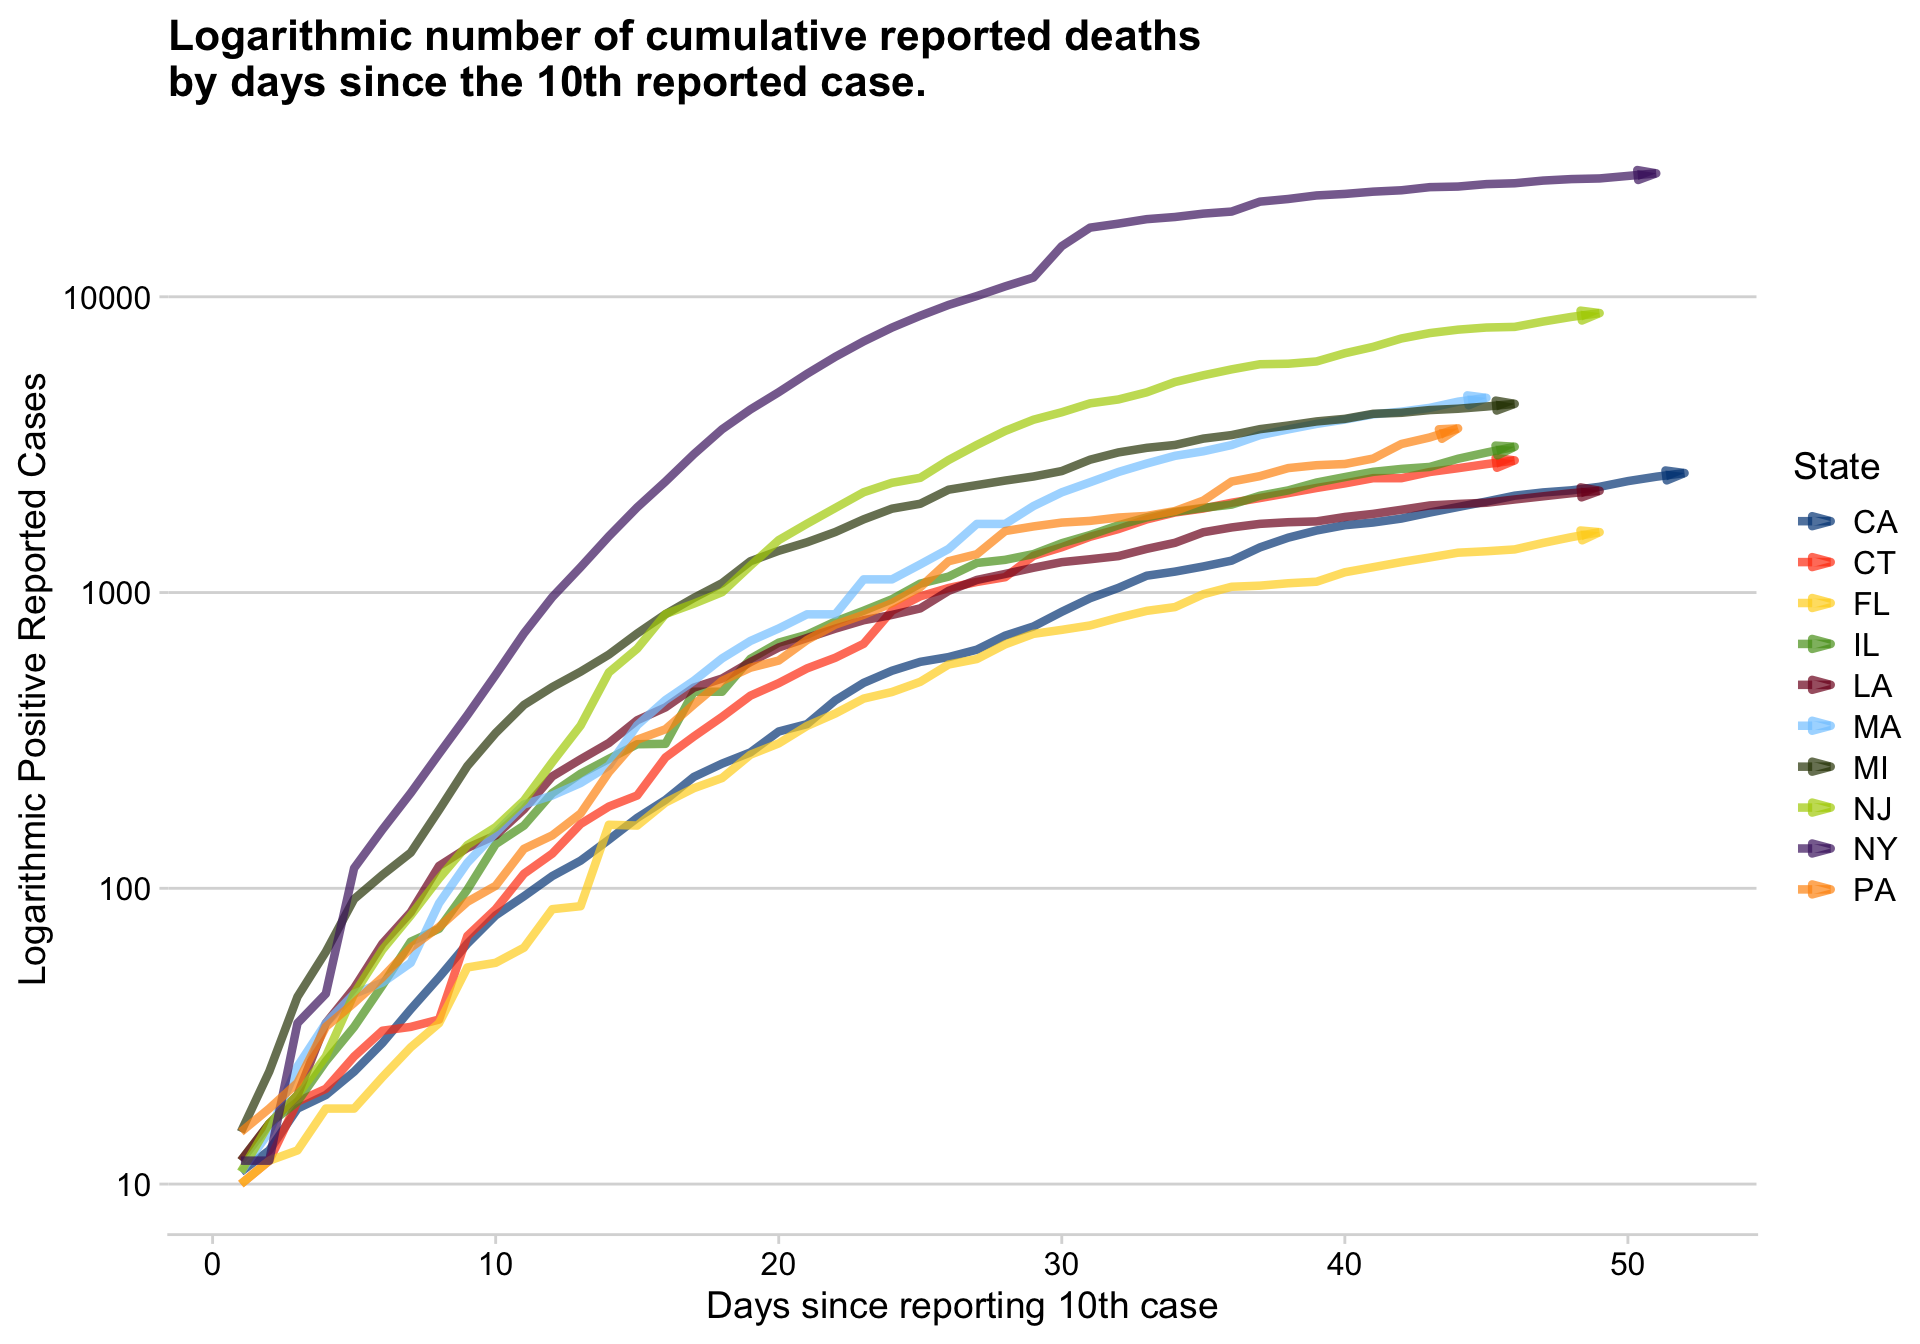 Logarithmic number of cumulative reported deaths
by days since the 10th reported case.
Logarithmic Positive Reported Cases
10000
1000
100
10
0 10 20 30 40 50
Days since reporting 10th case
State
CA
CT
FL
IL
LA
MA
MI
NJ
NY
PA